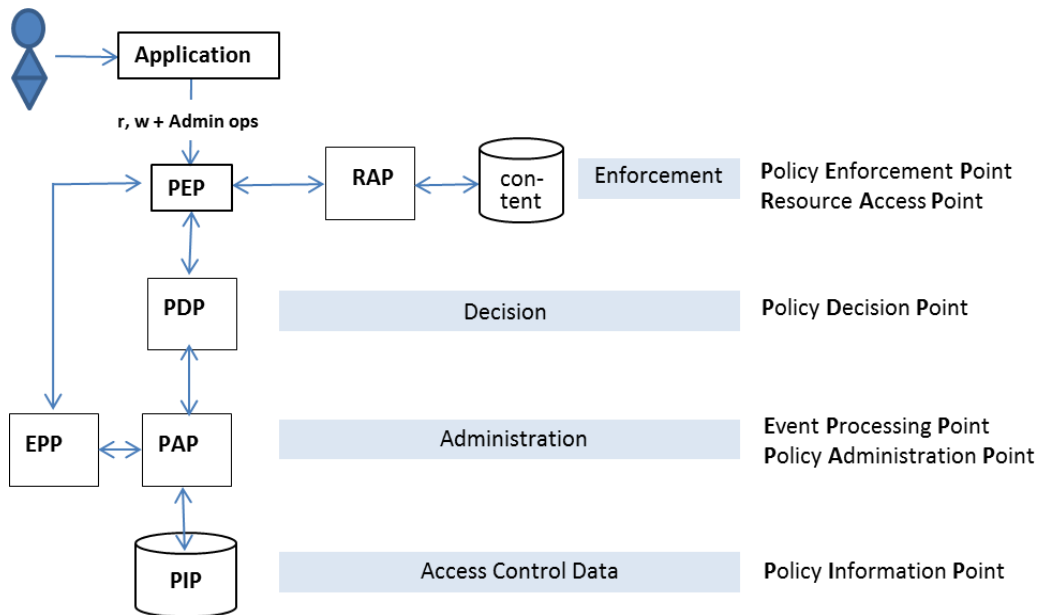 Application
r, w + Admin ops
PEP
RAP
con-
tent
Enforcement
Policy Enforcement Point
Resource Access Point
PDP
Decision
Policy Decision Point
EPP
PAP
Administration
Event Processing Point
Policy Administration Point
PIP
Access Control Data
Policy Information Point